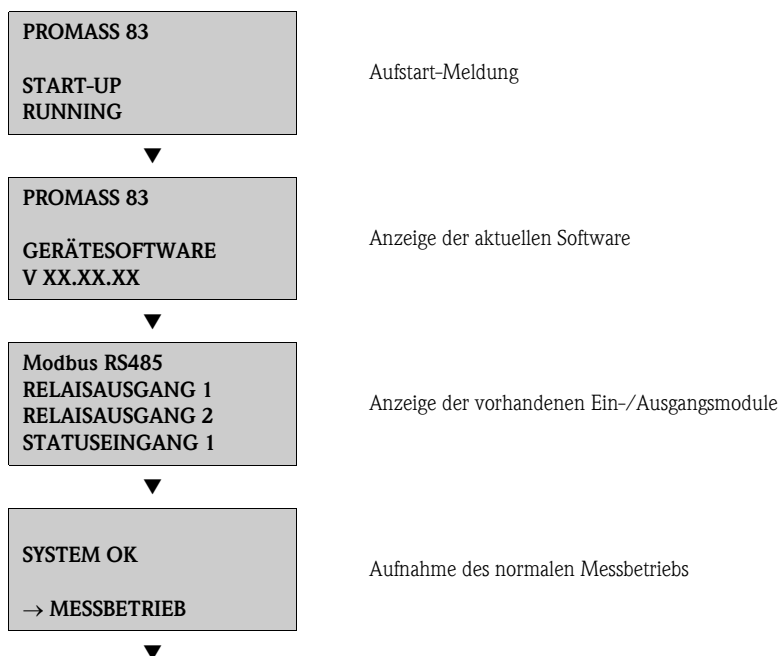 PROMASS 83
START-UP
RUNNING
Aufstart-Meldung
▼
PROMASS 83
GERÄTESOFTWARE
V XX.XX.XX
Anzeige der aktuellen Software
▼
Modbus RS485
RELAISAUSGANG 1
RELAISAUSGANG 2
STATUSEINGANG 1
Anzeige der vorhandenen Ein-/Ausgangsmodule
▼
SYSTEM OK
→ MESSBETRIEB
Aufnahme des normalen Messbetriebs
▼